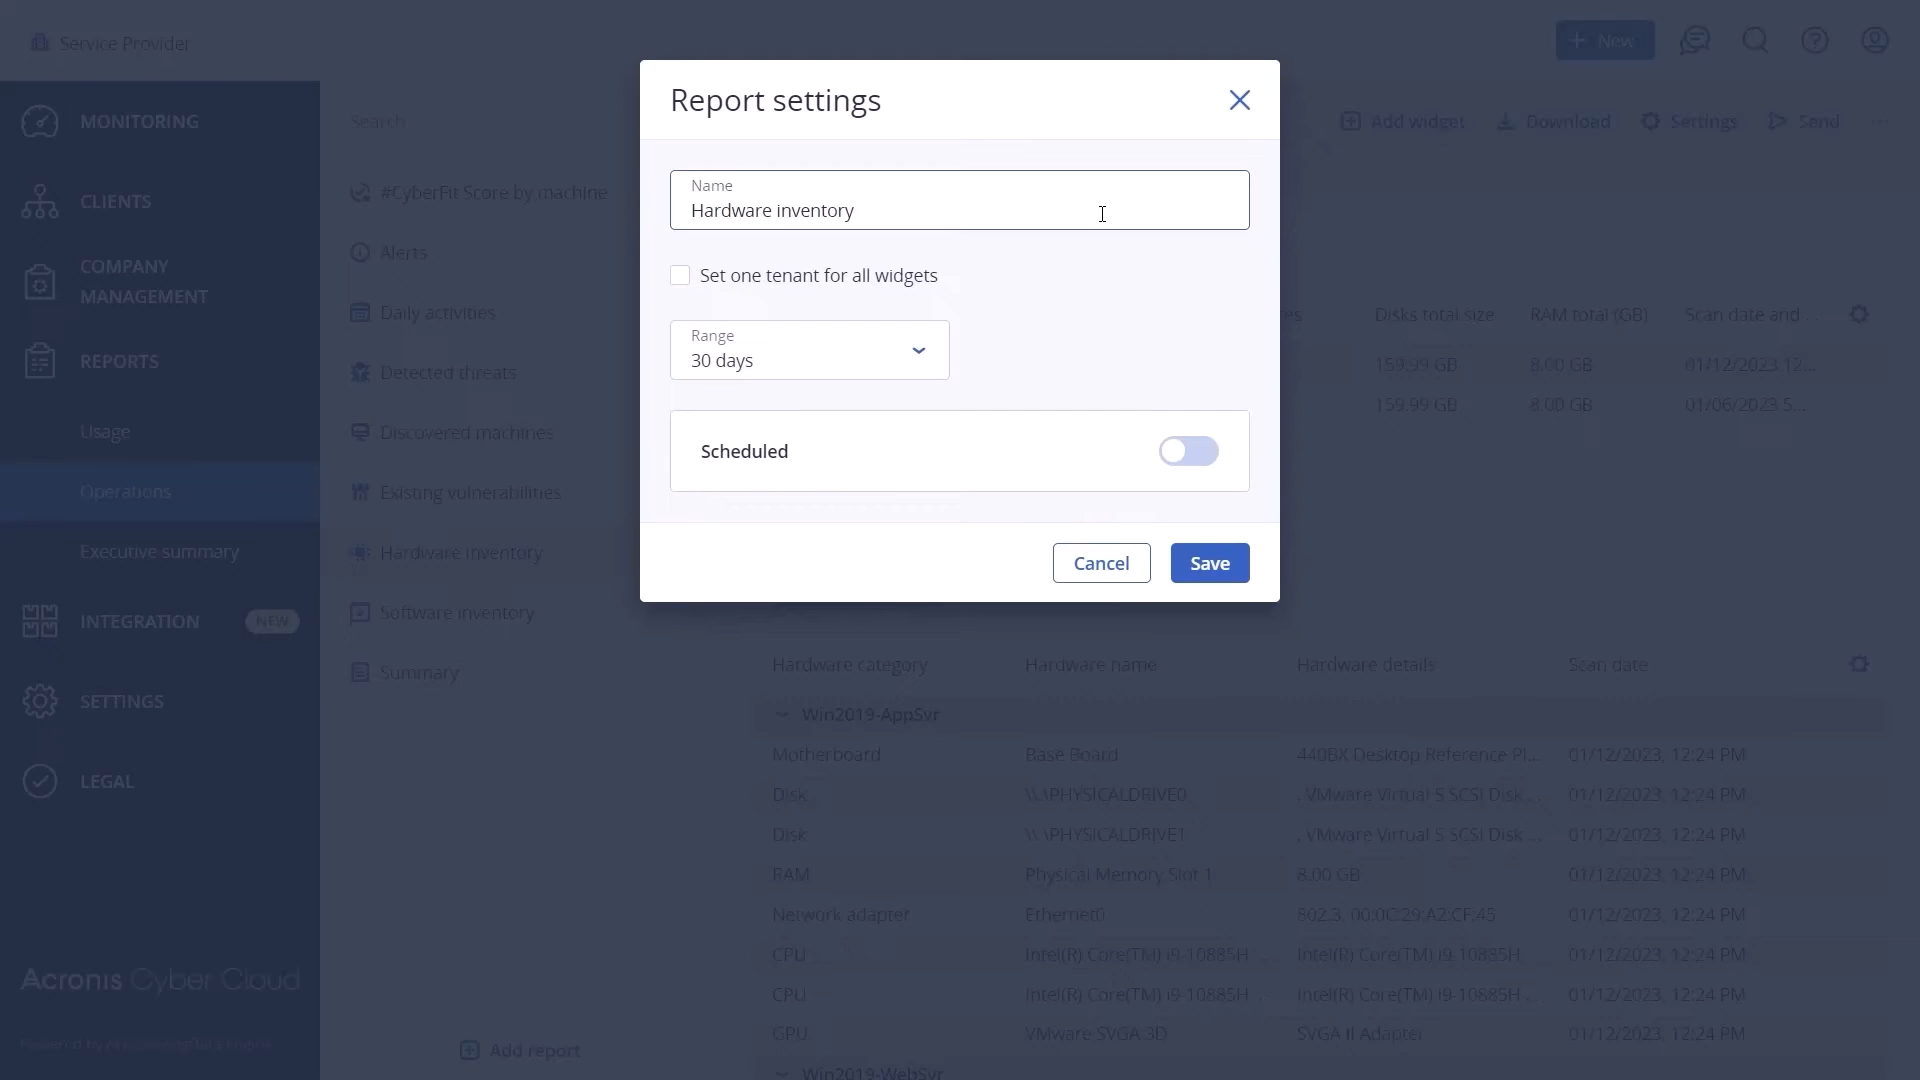 Service Provider
New
MONITORING
CLIENTS
COMPANY
MANAGEMENT
REPORTS
Usage
Operations
Executive summary
INTEGRATION NEW
SETTINGS
LEGAL
Acronis Cyber Cloud
Search
#CyberFit Score by machine
Alerts
Daily activities
Detected threats
Discovered machines
Existing vulnerabilities
Hardware inventory
Software inventory
Summary
Add report
Add widget Download Settings Send
Report settings
Name
Hardware inventory
Set one tenant for all widgets
Range
30 days
Scheduled
Cancel Save
Disks total size RAM total (GB) Scan date and ...
159.99 GB 8.00 GB 01/12/2023 12...
159.99 GB 8.00 GB 01/06/2023 5...
Hardware category Hardware name Hardware details Scan date
Win2019-AppSvr
Motherboard Base Board 440BX Desktop Reference Pl... 01/12/2023, 12:24 PM
Disk \\.\PHYSICALDRIVE0 , VMware Virtual S SCSI Disk ... 01/12/2023, 12:24 PM
Disk \\.\PHYSICALDRIVE1 , VMware Virtual S SCSI Disk ... 01/12/2023, 12:24 PM
RAM Physical Memory Slot 1 8.00 GB 01/12/2023, 12:24 PM
Network adapter Ethernet0 802.3, 00:0C:29:A2:CF:45 01/12/2023, 12:24 PM
CPU Intel(R) Core(TM) i9-10885H ... Intel(R) Core(TM) i9-10885H ... 01/12/2023, 12:24 PM
CPU Intel(R) Core(TM) i9-10885H ... Intel(R) Core(TM) i9-10885H ... 01/12/2023, 12:24 PM
GPU VMware SVGA 3D SVGA II Adapter 01/12/2023, 12:24 PM
Win2019-WebSvr